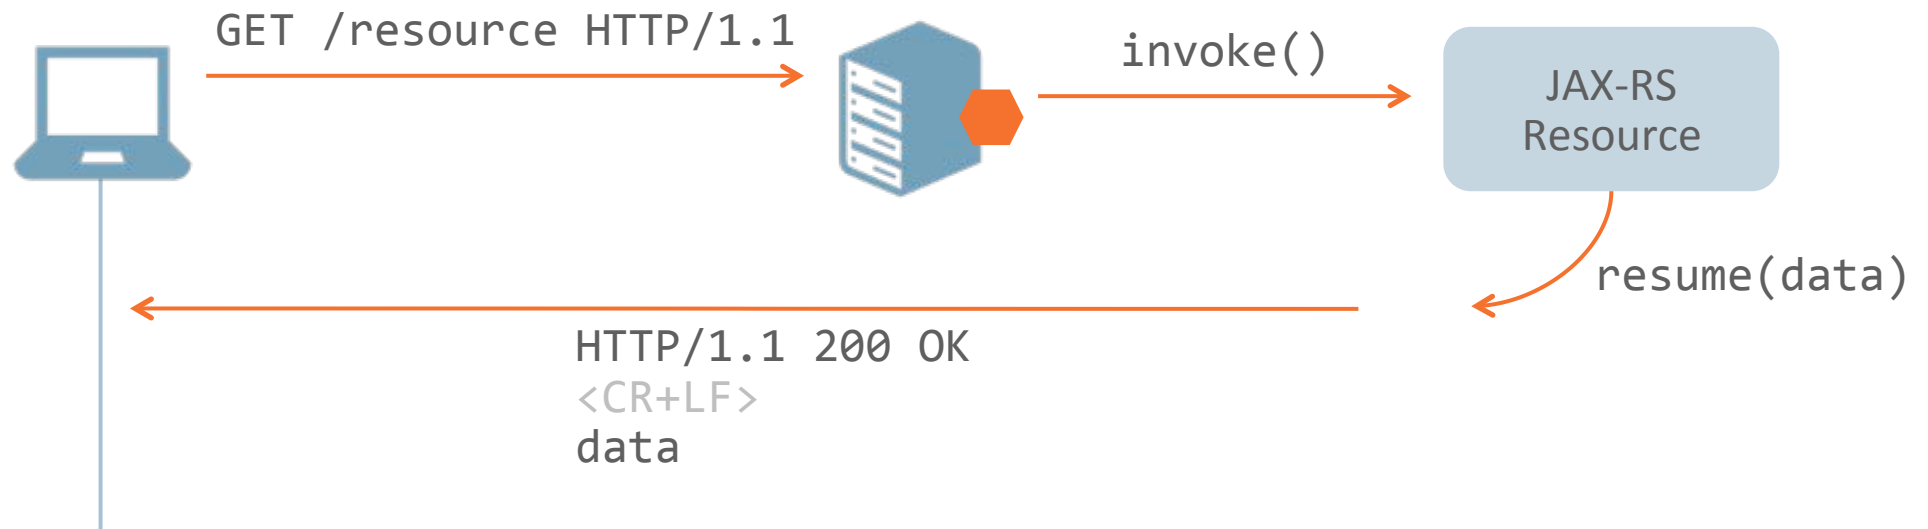 GET /resource HTTP/1.1
invoke()
JAX-RS
Resource
resume(data)
HTTP/1.1 200 OK
<CR+LF>
data